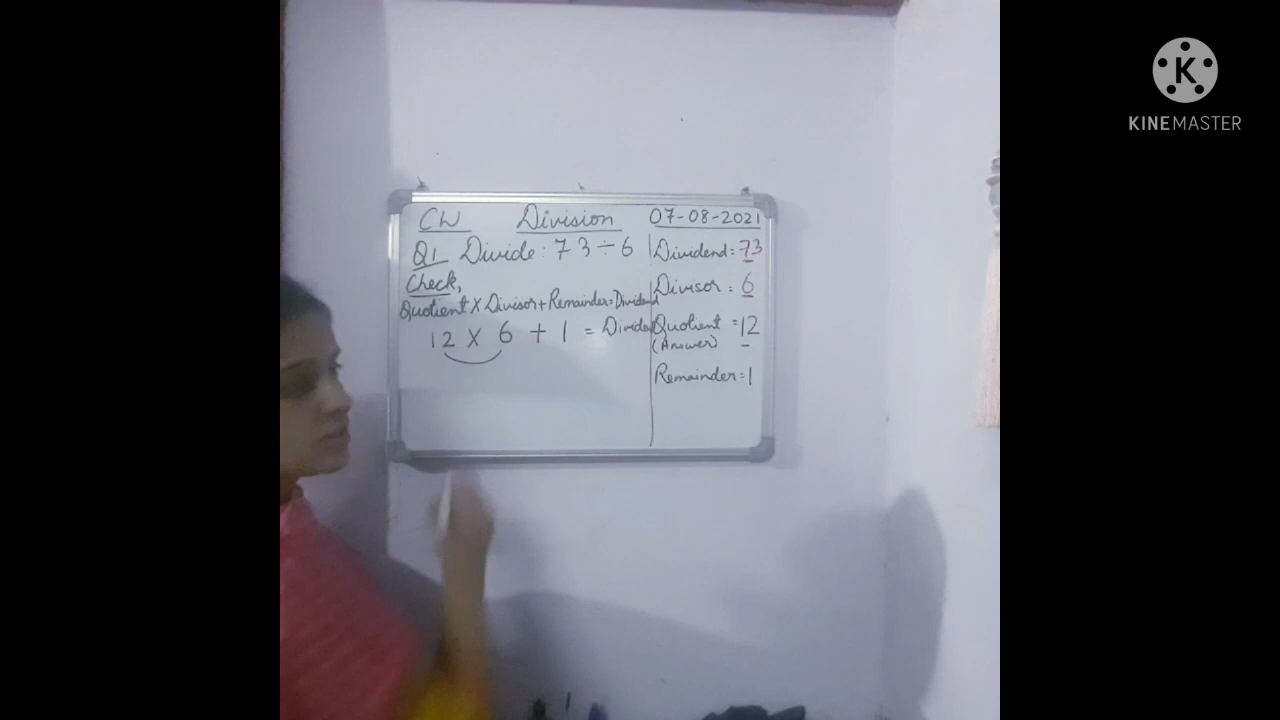 CW Division 07-08-2021
Q1 Divide: 73÷6
Check,
Quotient X Divisor + Remainder = Dividend
12 X 6 + 1 = Dividend
Dividend = 73
Divisor = 6
Quotient = 12
(Answer)
Remainder = 1
K
KINEMASTER